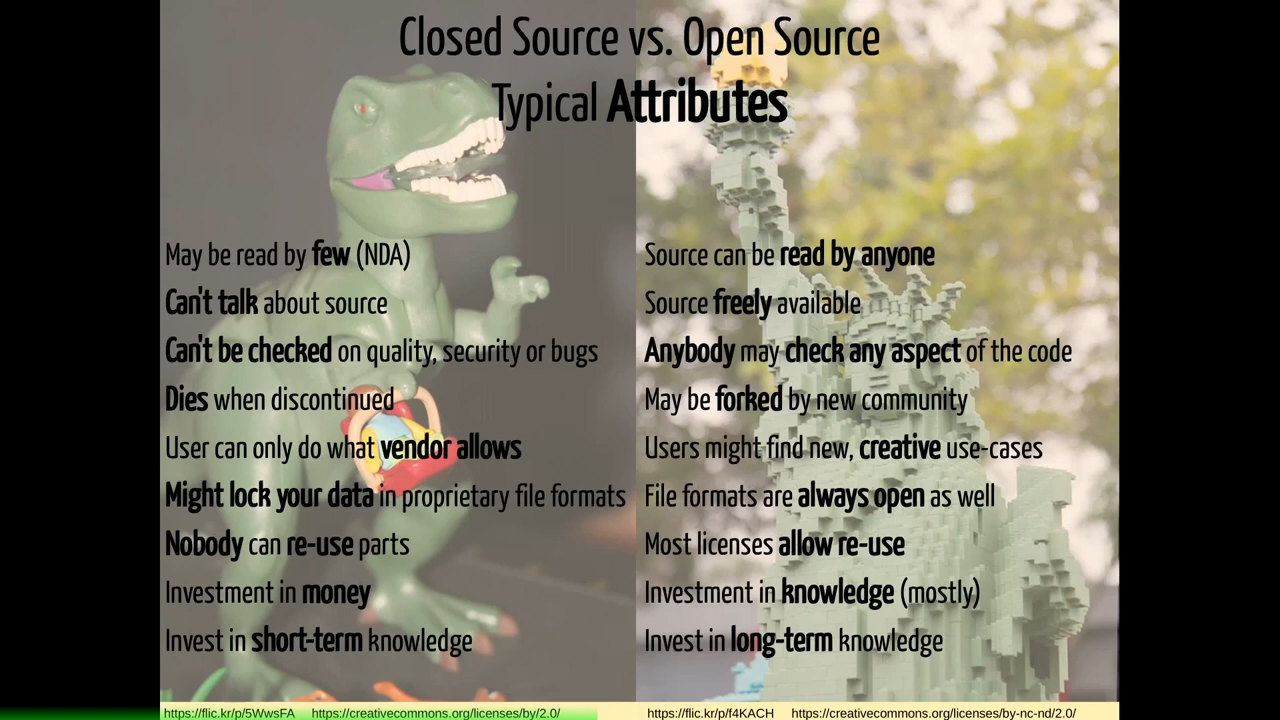 Closed Source vs. Open Source
Typical Attributes
May be read by few (NDA)
Can't talk about source
Can't be checked on quality, security or bugs
Dies when discontinued
User can only do what vendor allows
Might lock your data in proprietary file formats
Nobody can re-use parts
Investment in money
Invest in short-term knowledge
Source can be read by anyone
Source freely available
Anybody may check any aspect of the code
May be forked by new community
Users might find new, creative use-cases
File formats are always open as well
Most licenses allow re-use
Investment in knowledge (mostly)
Invest in long-term knowledge
https://flic.kr/p/5WwsFA https://creativecommons.org/licenses/by/2.0/
https://flic.kr/p/f4KACH https://creativecommons.org/licenses/by-nc-nd/2.0/